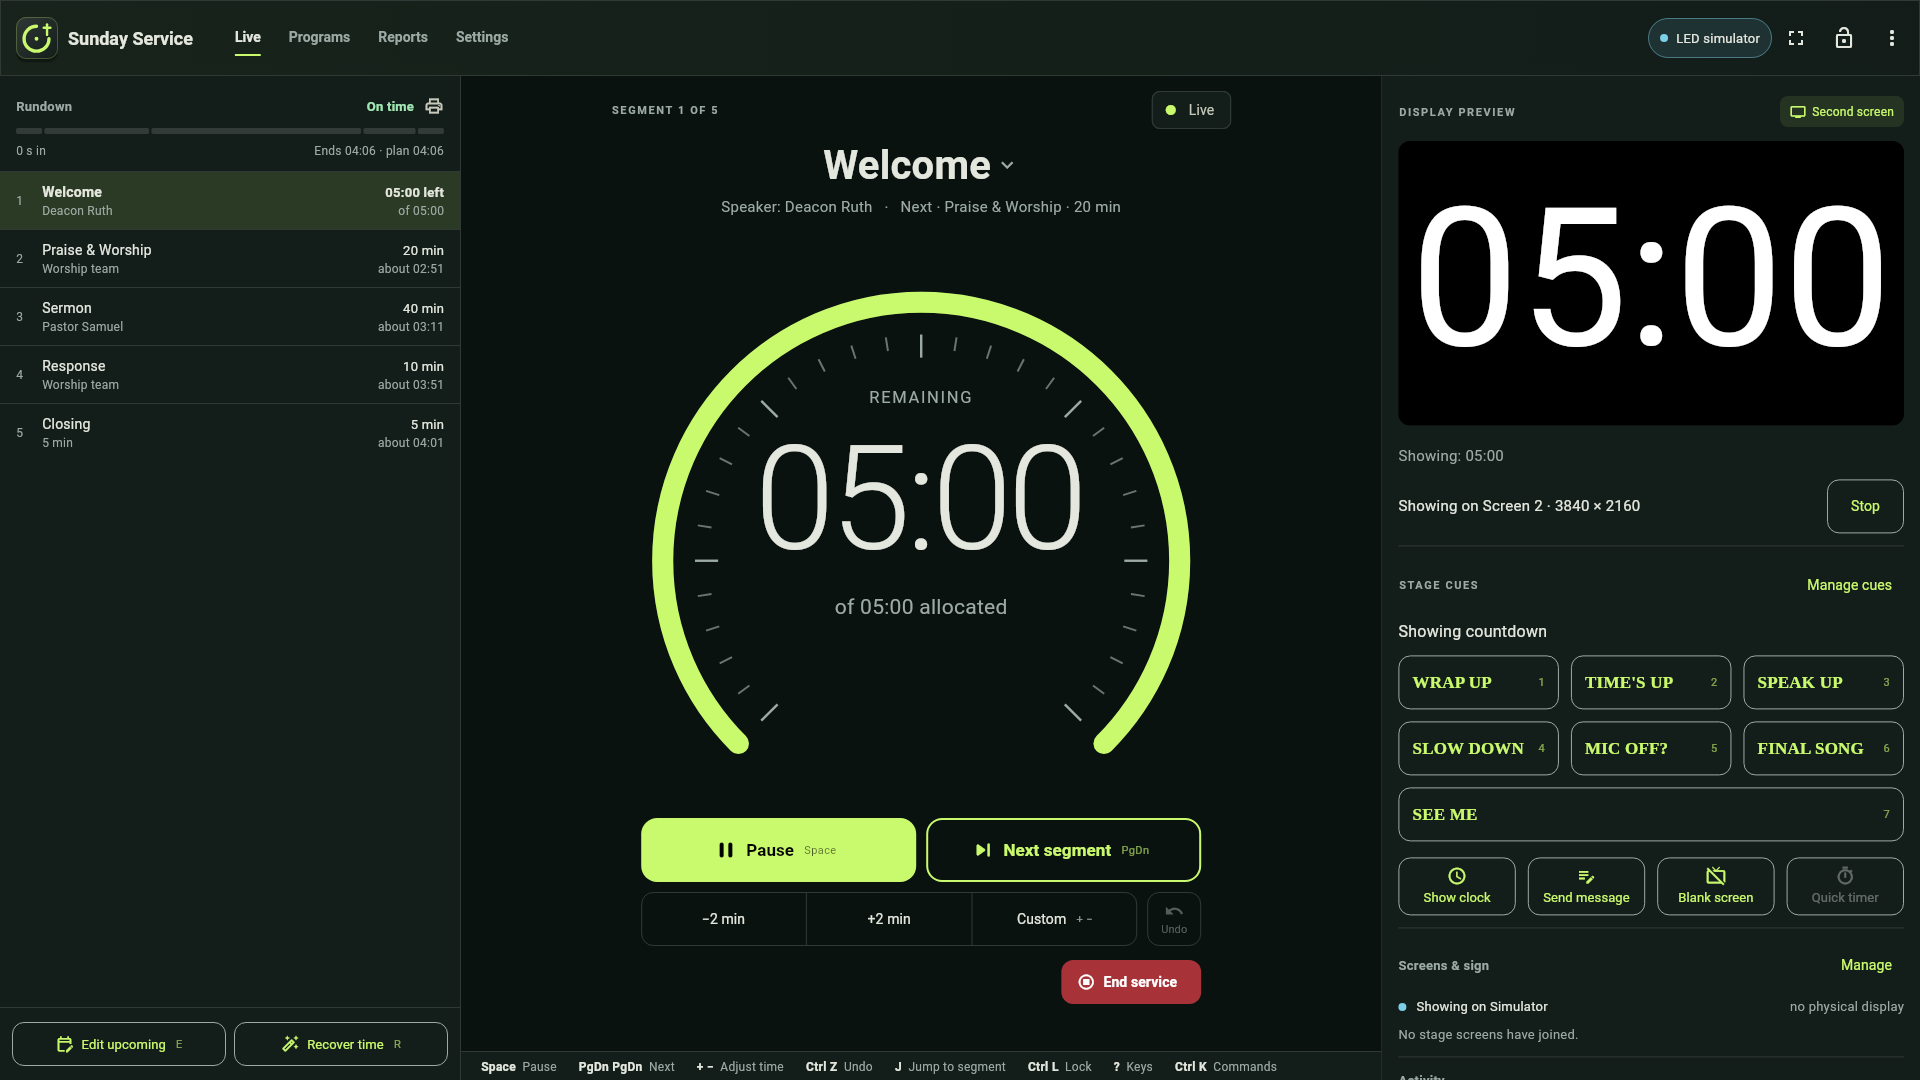 Sunday Service
Live
Programs
Reports
Settings
LED simulator
Rundown
On time
0 s in
Ends 04:06 · plan 04:06
1
Welcome
05:00 left
Deacon Ruth
of 05:00
2
Praise & Worship
20 min
Worship team
about 02:51
3
Sermon
40 min
Pastor Samuel
about 03:11
4
Response
10 min
Worship team
about 03:51
5
Closing
5 min
5 min
about 04:01
Edit upcoming E
Recover time R
SEGMENT 1 OF 5
Live
Welcome
Speaker: Deacon Ruth · Next · Praise & Worship · 20 min
REMAINING
05:00
of 05:00 allocated
Pause Space
Next segment PgDn
−2 min
+2 min
Custom + −
Undo
End service
Space Pause PgDn PgDn Next + − Adjust time Ctrl Z Undo J Jump to segment Ctrl L Lock ? Keys Ctrl K Commands
DISPLAY PREVIEW
Second screen
05:00
Showing: 05:00
Showing on Screen 2 · 3840 × 2160
Stop
STAGE CUES
Manage cues
Showing countdown
WRAP UP 1
TIME'S UP 2
SPEAK UP 3
SLOW DOWN 4
MIC OFF? 5
FINAL SONG 6
SEE ME 7
Show clock
Send message
Blank screen
Quick timer
Screens & sign
Manage
Showing on Simulator
no physical display
No stage screens have joined.
Activity